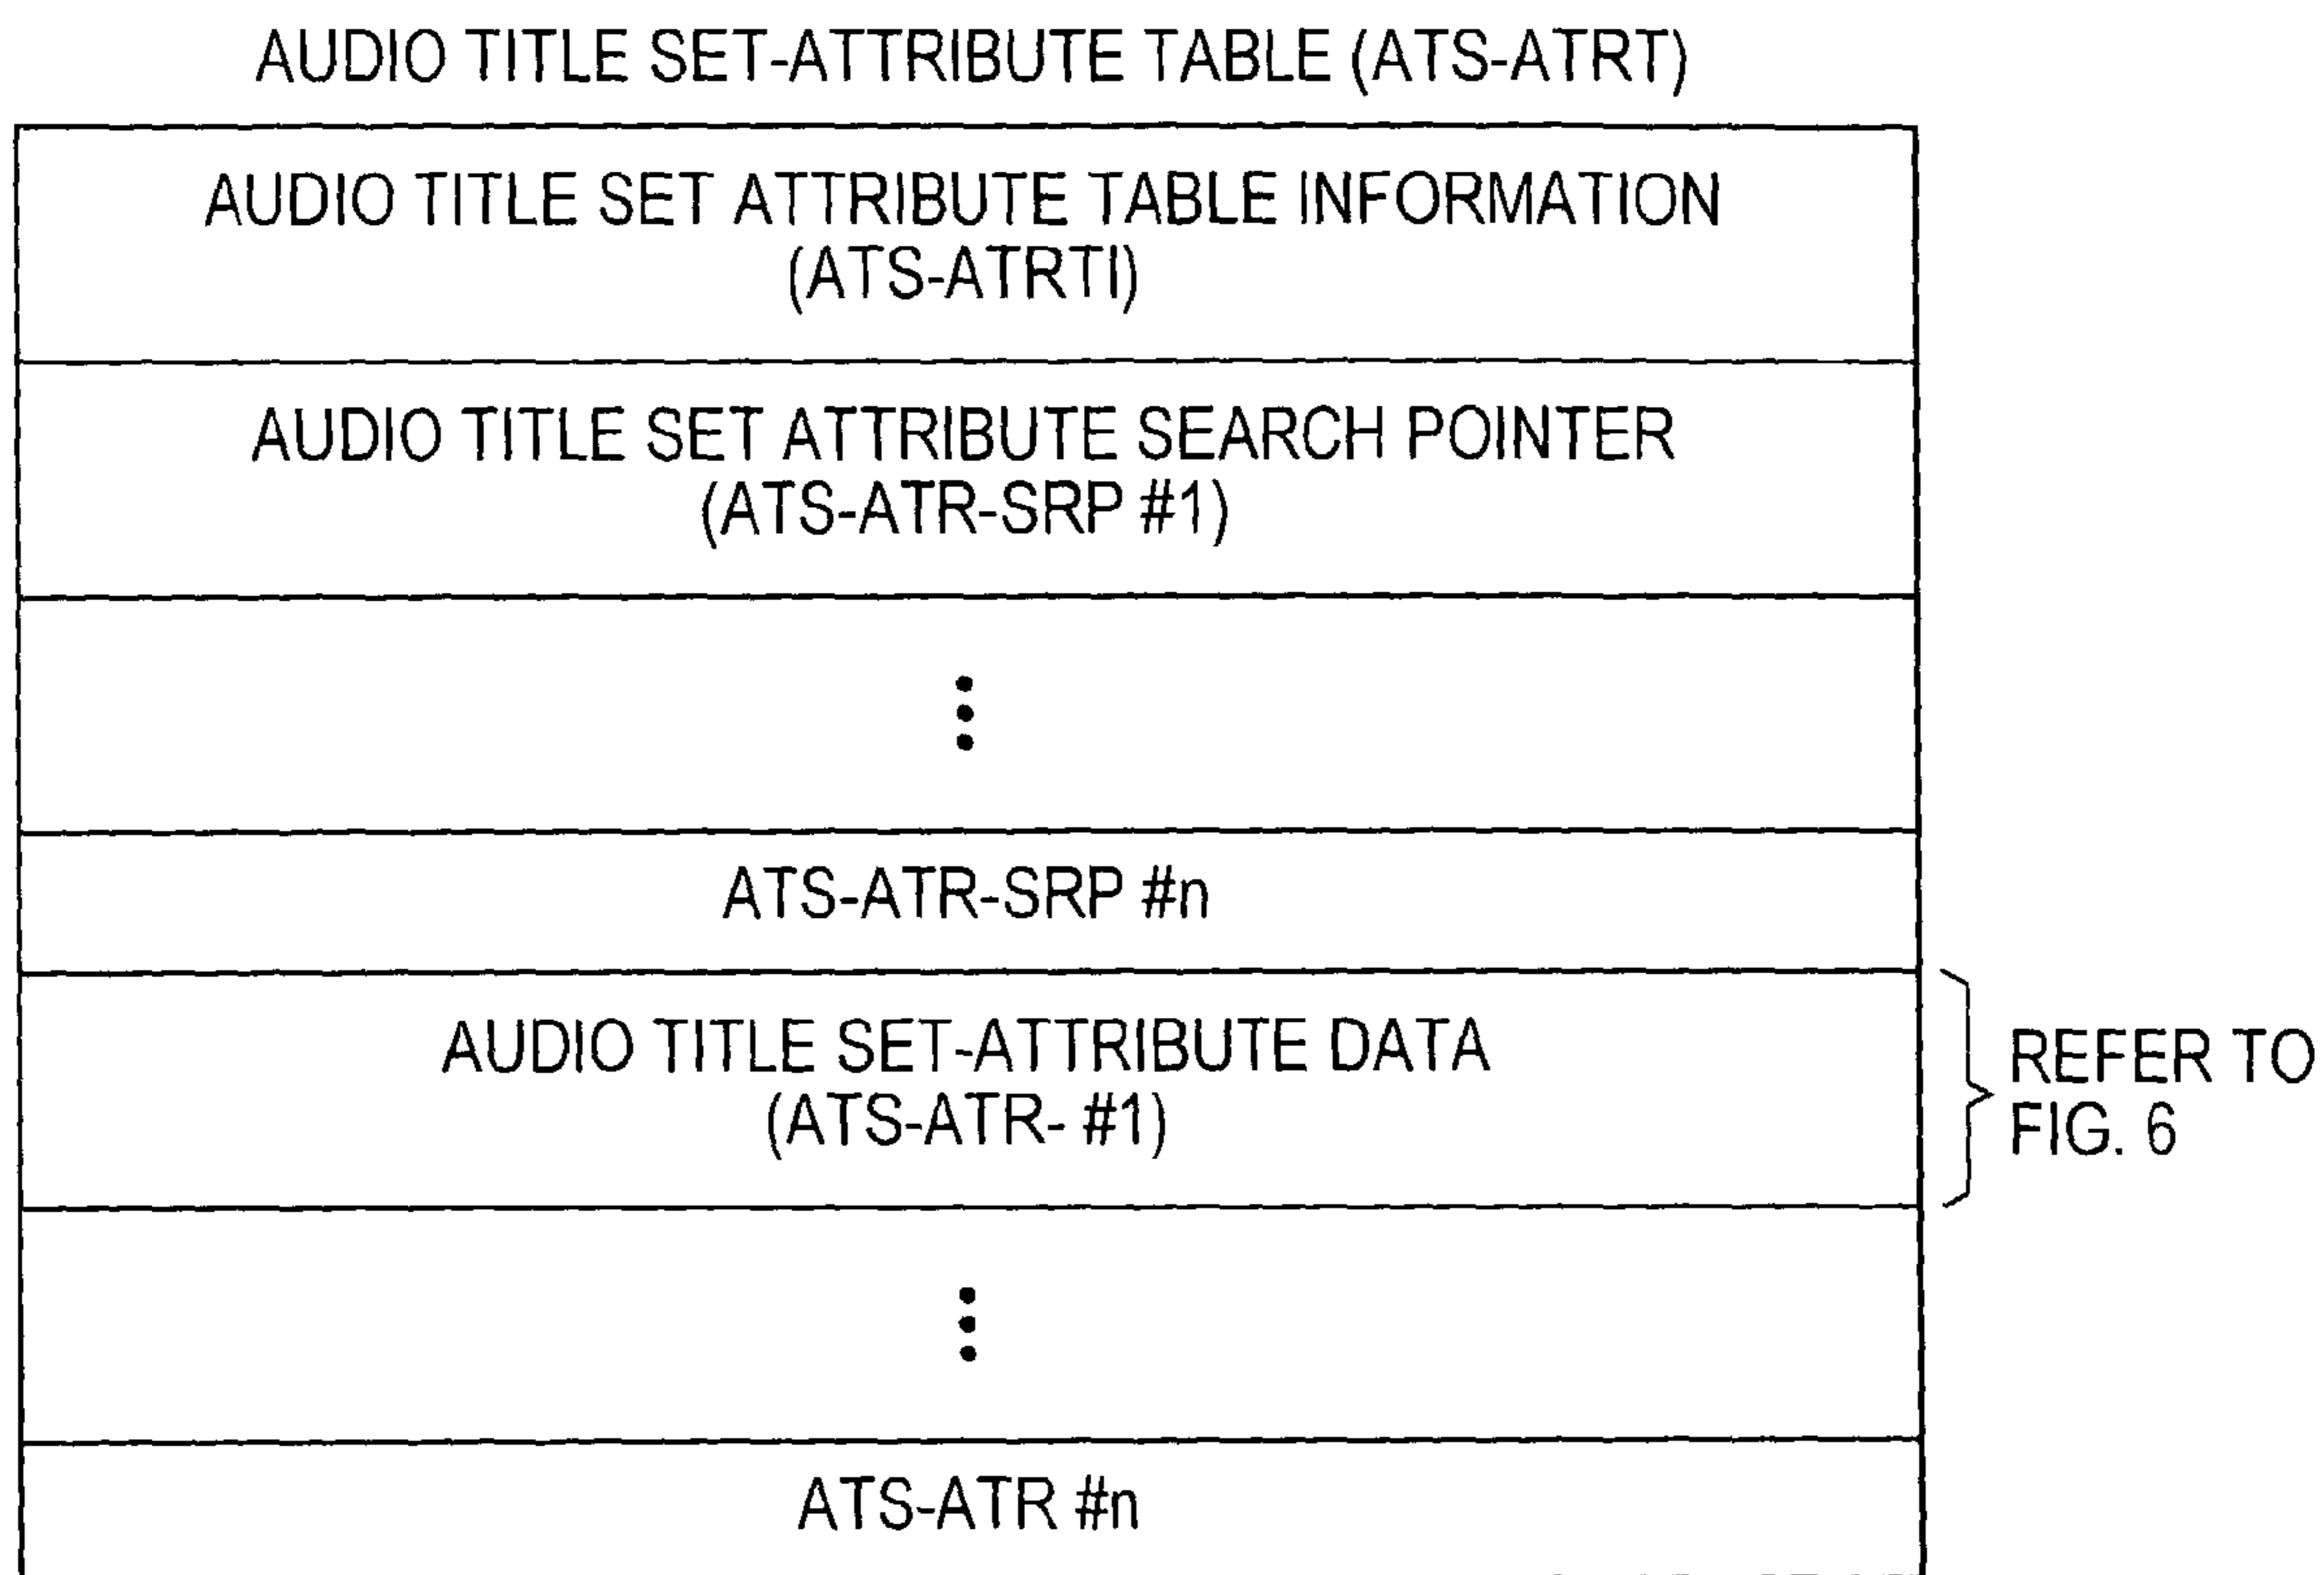 AUDIO TITLE SET-ATTRIBUTE TABLE (ATS-ATRT)
AUDIO TITLE SET ATTRIBUTE TABLE INFORMATION
(ATS-ATRTI)
AUDIO TITLE SET ATTRIBUTE SEARCH POINTER
(ATS-ATR-SRP #1)
ATS-ATR-SRP #n
AUDIO TITLE SET-ATTRIBUTE DATA
(ATS-ATR- #1)
REFER TO
FIG. 6
ATS-ATR #n